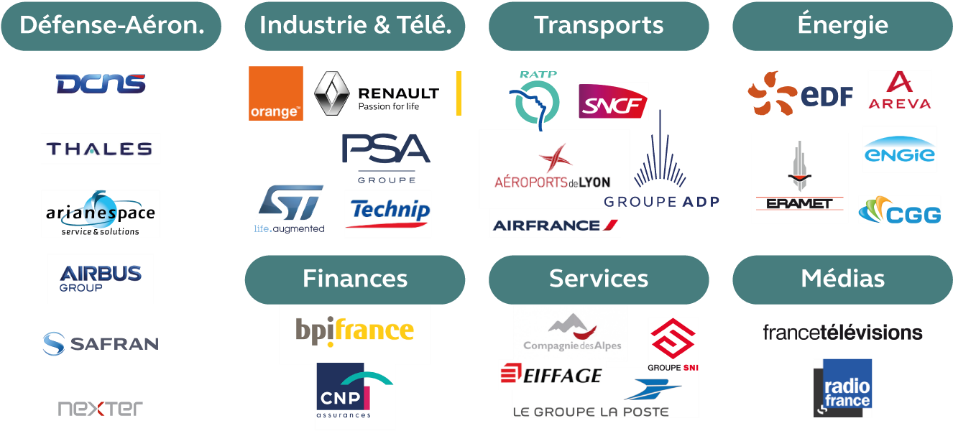 Défense-Aéron.
DCNS
THALES
arianespace
service & solutions
AIRBUS
GROUP
SAFRAN
nexter
Industrie & Télé.
orange™
RENAULT
Passion for life
PSA
GROUPE
ST
life.augmented
Technip
Transports
RATP
SNCF
AÉROPORTS DE LYON
GROUPE ADP
AIRFRANCE
Énergie
eDF
AREVA
ENGIE
ERAMET
CGG
Finances
bpifrance
CNP
assurances
Services
Compagnie des Alpes
GROUPE SNI
EIFFAGE
LE GROUPE LA POSTE
Médias
francetélévisions
radio
france